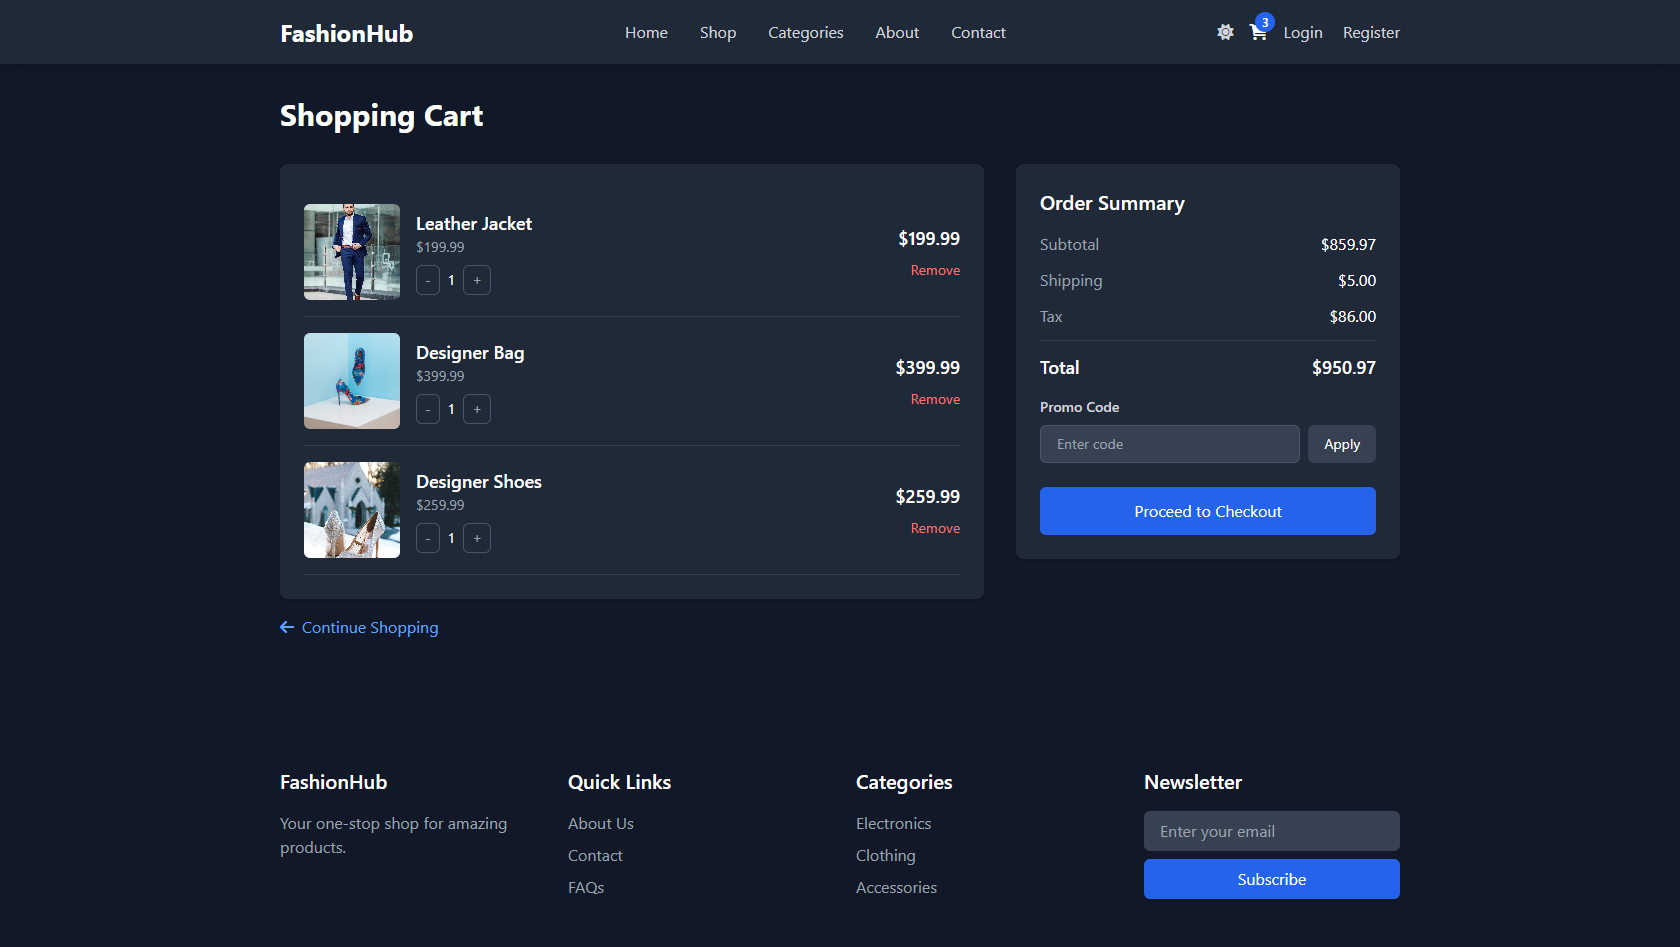 FashionHub
Home Shop Categories About Contact
3
Login Register
Shopping Cart
Leather Jacket
$199.99
- 1 +
$199.99
Remove
Designer Bag
$399.99
- 1 +
$399.99
Remove
Designer Shoes
$259.99
- 1 +
$259.99
Remove
Continue Shopping
Order Summary
Subtotal $859.97
Shipping $5.00
Tax $86.00
Total $950.97
Promo Code
Enter code Apply
Proceed to Checkout
FashionHub
Your one-stop shop for amazing
products.
Quick Links
About Us
Contact
FAQs
Categories
Electronics
Clothing
Accessories
Newsletter
Enter your email
Subscribe